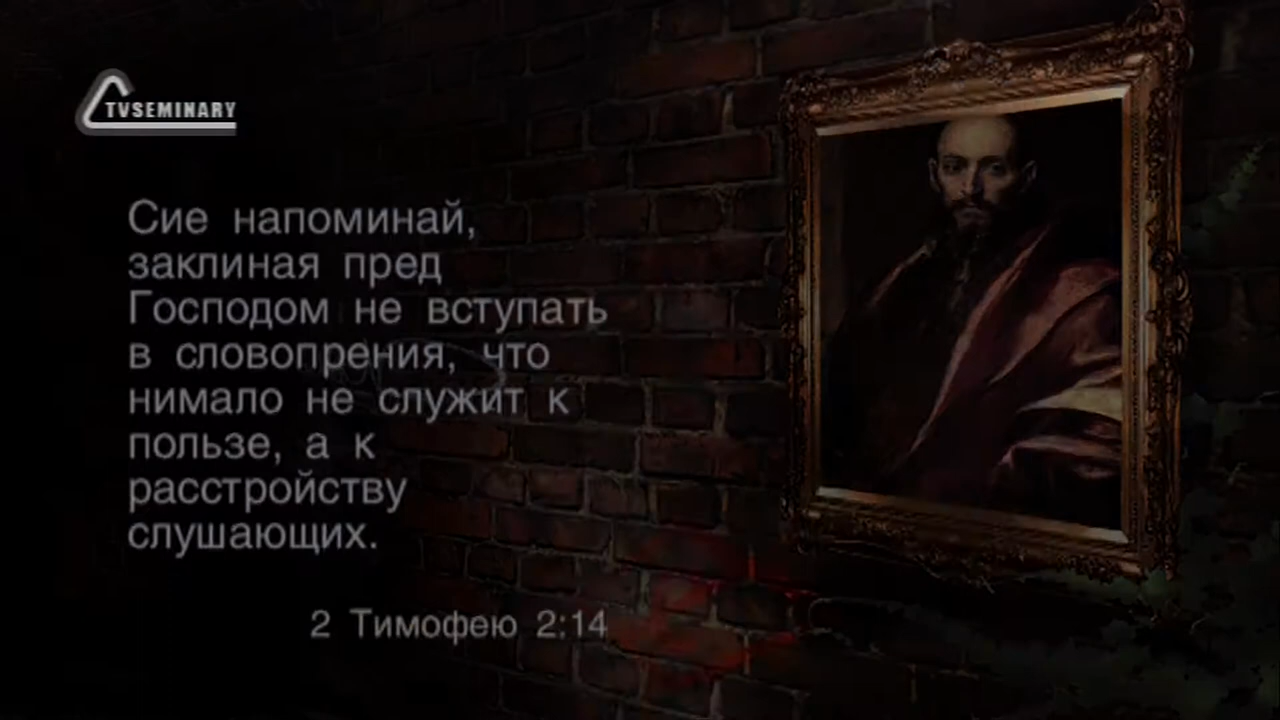 TVSEMINARY
Сие напоминай,
заклиная пред
Господом не вступать
в словопрения, что
нимало не служит к
пользе, а к
расстройству
слушающих.
2 Тимофею 2:14